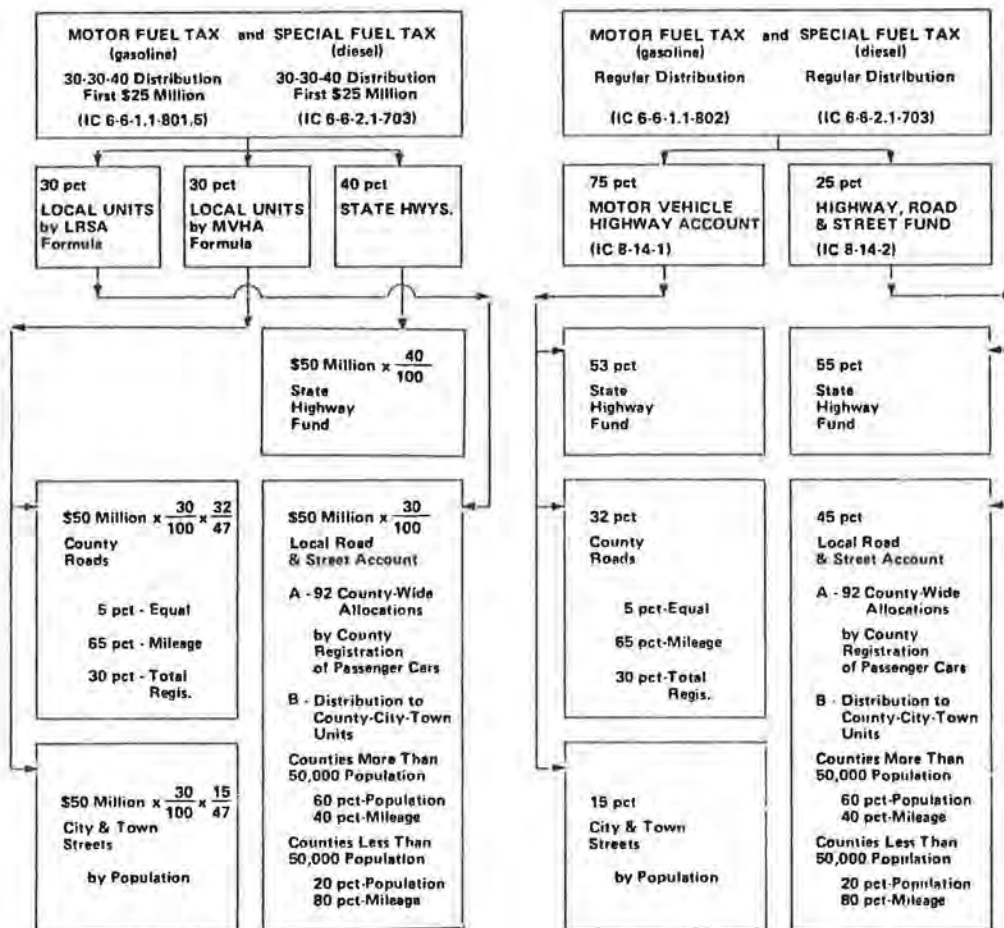 MOTOR FUEL TAX and SPECIAL FUEL TAX
(gasoline) (diesel)
30-30-40 Distribution 30-30-40 Distribution
First $25 Million First $25 Million
(IC 6-6-1.1-801.5) (IC 6-6-2.1-703)
30 pct
LOCAL UNITS
by LRSA
Formula
30 pct
LOCAL UNITS
by MVHA
Formula
40 pct
STATE HWYS.
$50 Million x 40/100
State
Highway
Fund
$50 Million x 30/100 x 32/47
County
Roads
5 pct - Equal
65 pct - Mileage
30 pct - Total
Regis.
$50 Million x 30/100
Local Road
& Street Account
A - 92 County-Wide
Allocations
by County
Registration
of Passenger Cars
B - Distribution to
County-City-Town
Units
Counties More Than
50,000 Population
60 pct-Population
40 pct-Mileage
Counties Less Than
50,000 Population
20 pct-Population
80 pct-Mileage
$50 Million x 30/100 x 15/47
City & Town
Streets
by Population
MOTOR FUEL TAX and SPECIAL FUEL TAX
(gasoline) (diesel)
Regular Distribution Regular Distribution
(IC 6-6-1.1-802) (IC 6-6-2.1-703)
75 pct
MOTOR VEHICLE
HIGHWAY ACCOUNT
(IC 8-14-1)
25 pct
HIGHWAY, ROAD
& STREET FUND
(IC 8-14-2)
53 pct
State
Highway
Fund
55 pct
State
Highway
Fund
32 pct
County
Roads
5 pct-Equal
65 pct-Mileage
30 pct-Total
Regis.
45 pct
Local Road
& Street Account
A - 92 County-Wide
Allocations
by County
Registration
of Passenger Cars
B - Distribution to
County-City-Town
Units
Counties More Than
50,000 Population
60 pct-Population
40 pct-Mileage
Counties Less Than
50,000 Population
20 pct-Population
80 pct-Mileage
15 pct
City & Town
Streets
by Population